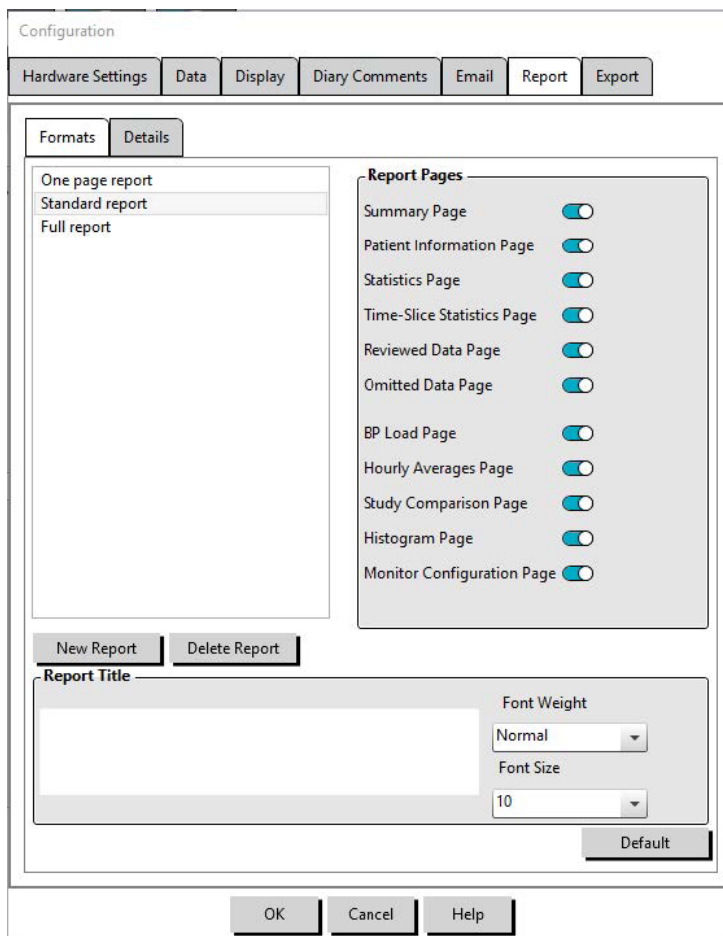 Configuration
Hardware Settings Data Display Diary Comments Email Report Export
Formats Details
One page report
Standard report
Full report
Report Pages
Summary Page
Patient Information Page
Statistics Page
Time-Slice Statistics Page
Reviewed Data Page
Omitted Data Page
BP Load Page
Hourly Averages Page
Study Comparison Page
Histogram Page
Monitor Configuration Page
New Report Delete Report
Report Title
Font Weight
Normal
Font Size
10
Default
OK Cancel Help